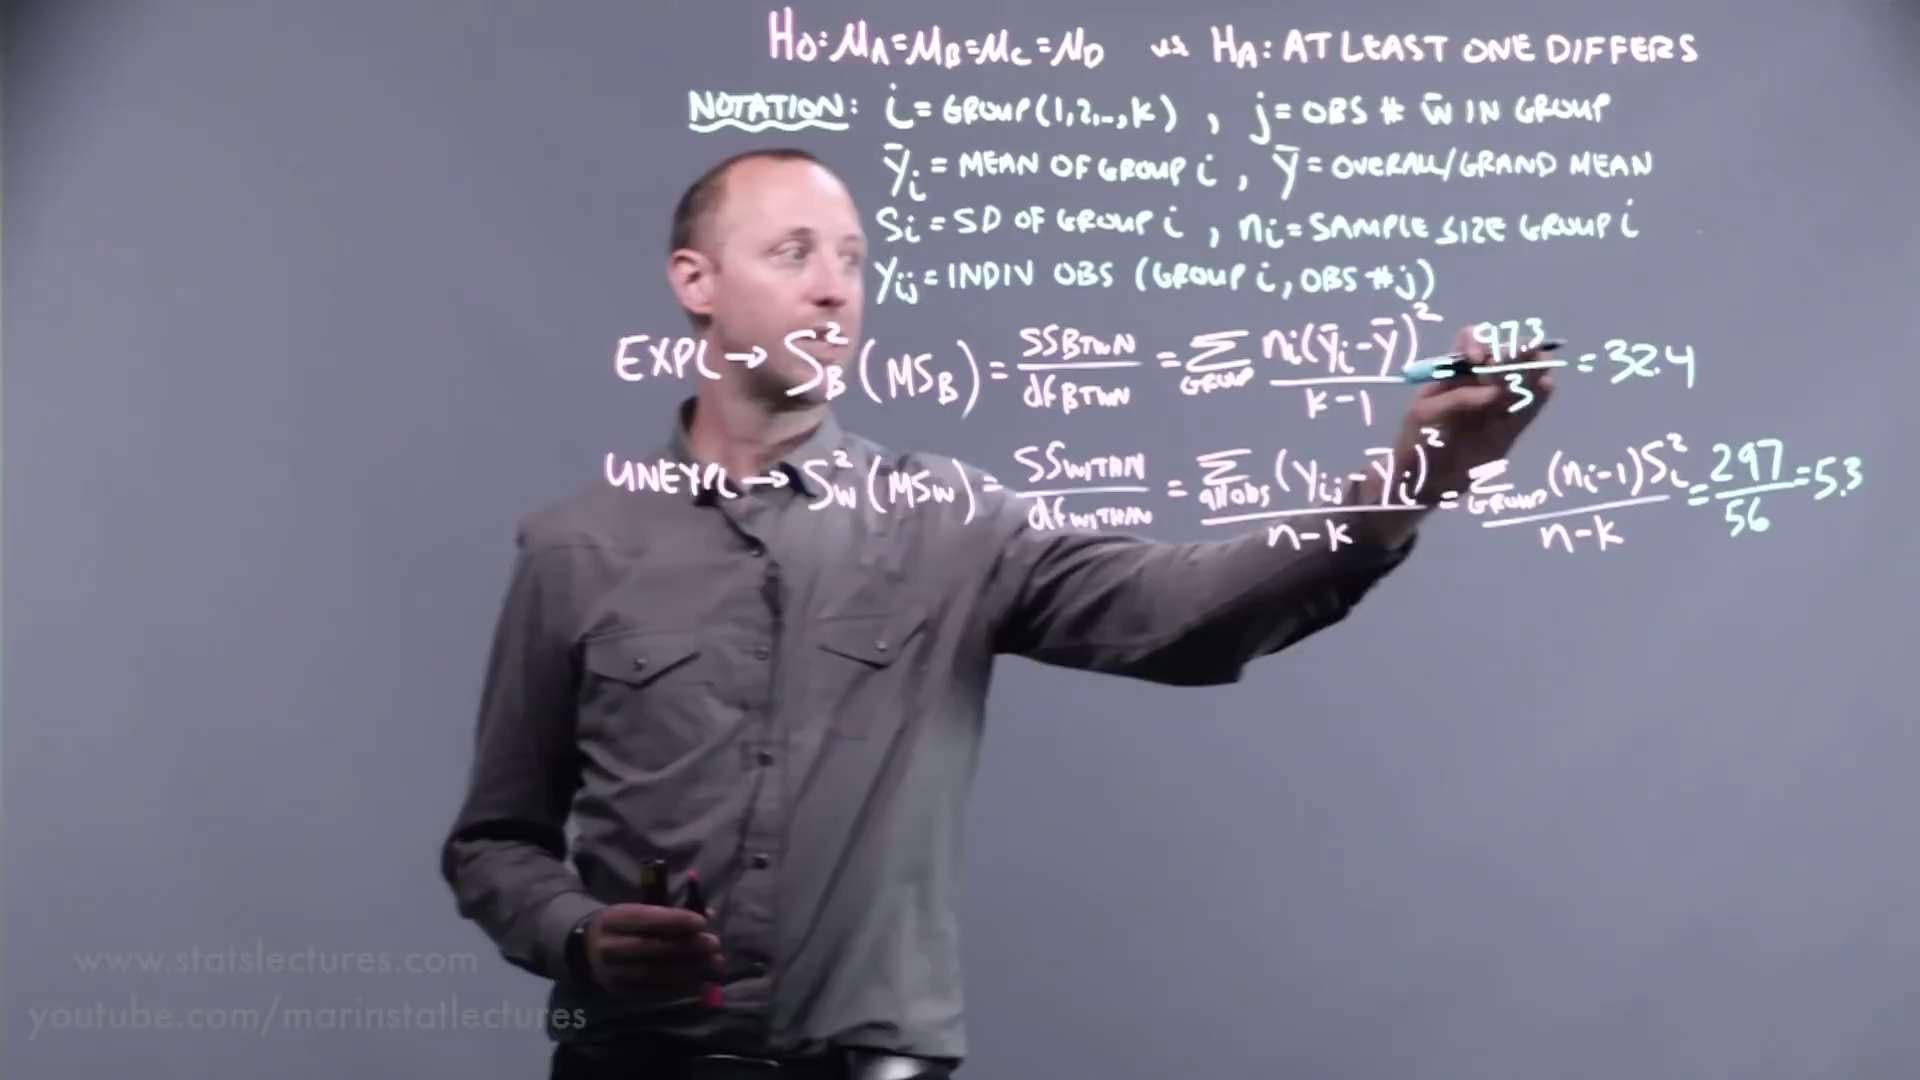 H0: μA=μB=μC=μD vs HA: AT LEAST ONE DIFFERS
NOTATION: i = GROUP (1,2,..,k) , j = OBS # w̄ IN GROUP
ȳi = MEAN OF GROUP i , ȳ = OVERALL/GRAND MEAN
Si = SD OF GROUP i , ni = SAMPLE SIZE GROUP i
yij = INDIV OBS (GROUP i, OBS # j)
EXPL → S²B (MSB) = SSBTWN / dfBTWN = Σ GROUP ni(ȳi - ȳ)² / k-1 = 97.3 / 3 = 32.4
UNEXPL → S²W (MSW) = SSWITHIN / dfWITHIN = Σ all obs (yij - ȳi)² / n-k = Σ GROUP (ni-1)Si² / n-k = 297 / 56 = 5.3
www.statslectures.com
youtube.com/marinstatlectures